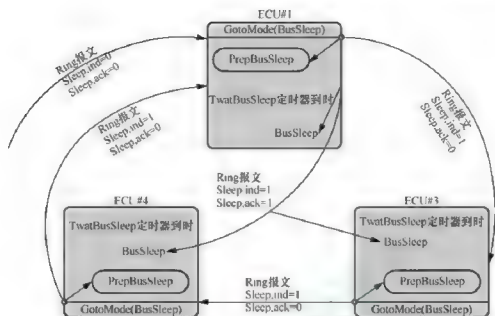 ECU#1
GotoMode(BusSleep)
PrepBusSleep
TwatBusSleep定时器到时
BusSleep
Ring报文
Sleep.ind=0
Sleep.ack=0
Ring报文
Sleep.ind=1
Sleep.ack=0
Ring报文
Sleep.ind=1
Sleep.ack=0
Ring报文
Sleep.ind=1
Sleep.ack=1
ECU#4
TwatBusSleep定时器到时
BusSleep
PrepBusSleep
GotoMode(BusSleep)
Ring报文
Sleep.ind=1
Sleep.ack=0
ECU#3
TwatBusSleep定时器到时
BusSleep
PrepBusSleep
GotoMode(BusSleep)